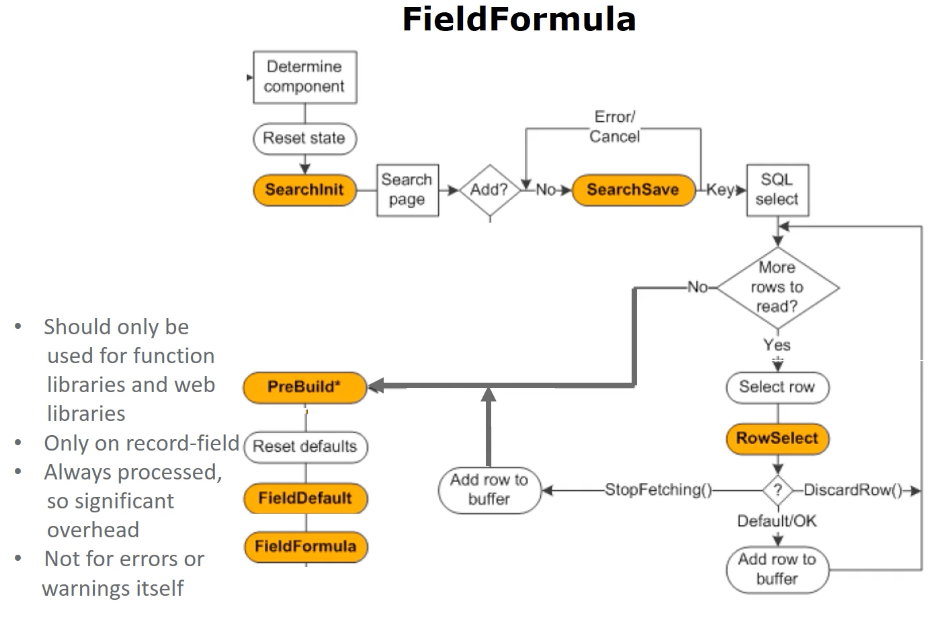 FieldFormula
Determine
component
Reset state
SearchInit
Search
page
Add?
No
Error/
Cancel
SearchSave
Key
SQL
select
More
rows to
read?
No
Yes
Select row
RowSelect
?
StopFetching()
DiscardRow()
Default/OK
Add row to
buffer
Add row to
buffer
PreBuild*
Reset defaults
FieldDefault
FieldFormula
• Should only be
used for function
libraries and web
libraries
• Only on record-field
• Always processed,
so significant
overhead
• Not for errors or
warnings itself